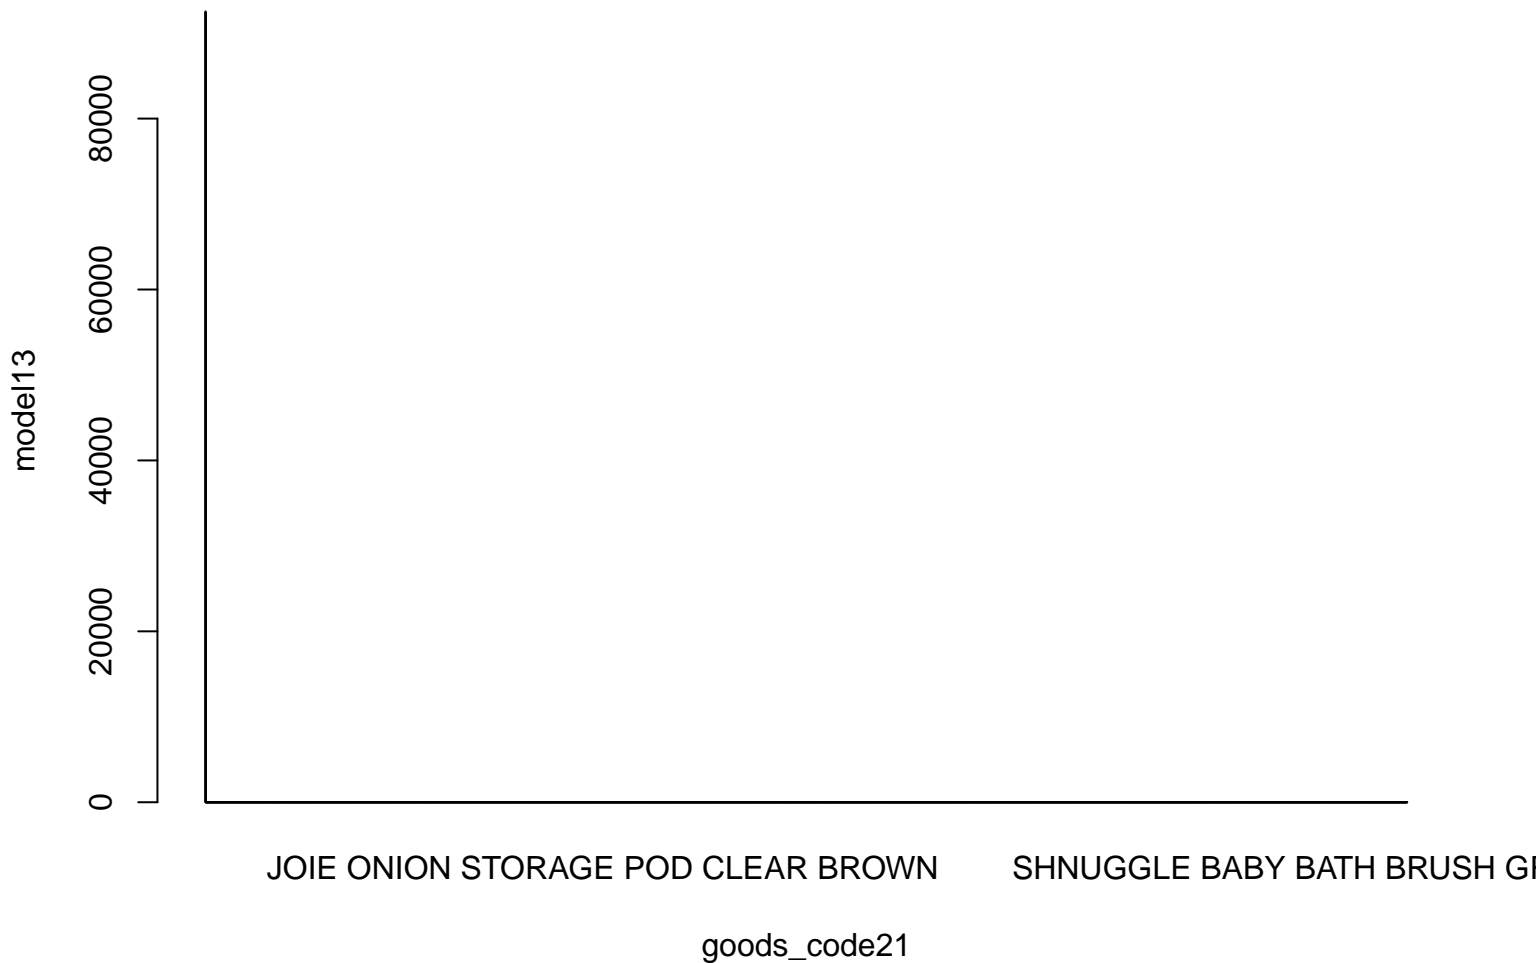 80000
60000
40000
20000
0
model13
JOIE ONION STORAGE POD CLEAR BROWN
SHNUGGLE BABY BATH BRUSH
goods_code21